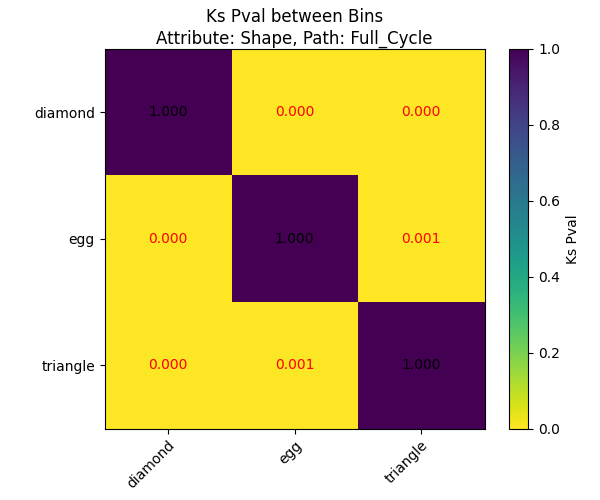 Ks Pval between Bins
Attribute: Shape, Path: Full_Cycle
diamond
1.000
0.000
0.000
egg
0.000
1.000
0.001
triangle
0.000
0.001
1.000
diamond
egg
triangle
1.0
0.8
0.6
0.4
0.2
0.0
Ks Pval